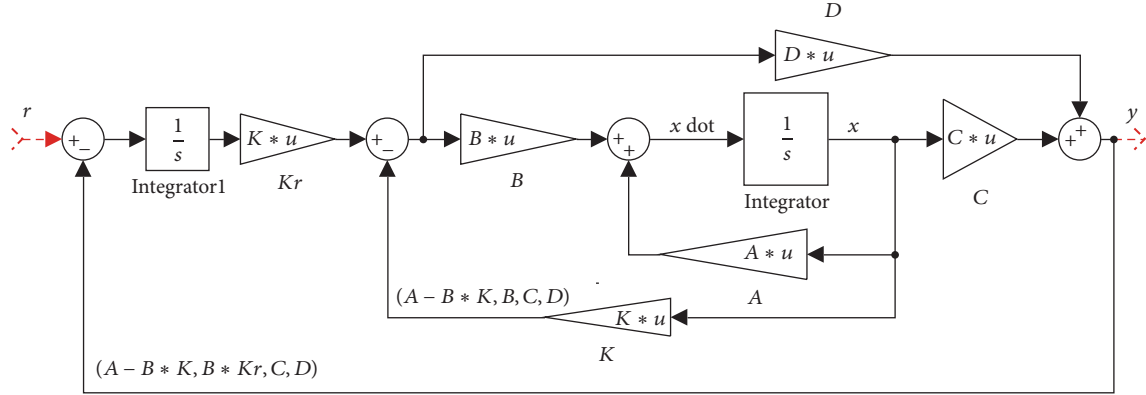 D
D * u
r
y
+
−
1
s
K * u
+
−
B * u
+
+
x dot
1
s
x
C * u
+
+
Integrator1
Kr
B
Integrator
C
A * u
A
(A − B * K, B, C, D)
K * u
K
(A − B * K, B * Kr, C, D)